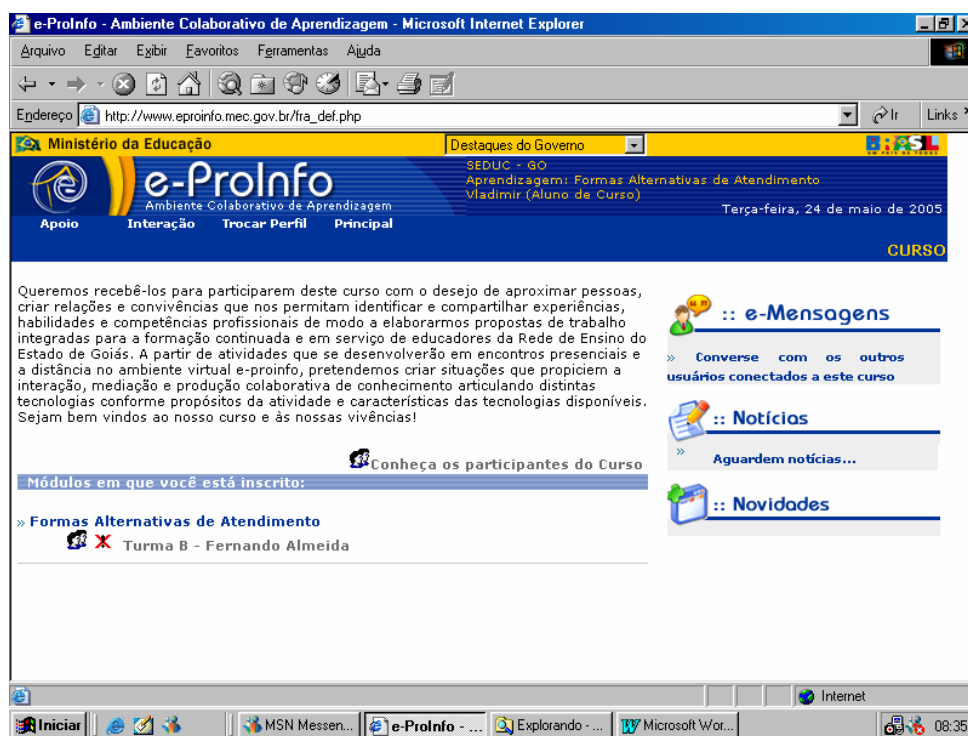 e-ProInfo - Ambiente Colaborativo de Aprendizagem - Microsoft Internet Explorer
Arquivo Editar Exibir Favoritos Ferramentas Ajuda
Endereço http://www.eproinfo.mec.gov.br/fra_def.php Ir Links
Ministério da Educação Destaques do Governo BRASIL
UM PAÍS DE TODOS
SEDUC - GO
e-ProInfo Aprendizagem: Formas Alternativas de Atendimento
Ambiente Colaborativo de Aprendizagem Vladimir (Aluno de Curso)
Terça-feira, 24 de maio de 2005
Apoio Interação Trocar Perfil Principal
CURSO
Queremos recebê-los para participarem deste curso com o desejo de aproximar pessoas,
criar relações e convivências que nos permitam identificar e compartilhar experiências,
habilidades e competências profissionais de modo a elaborarmos propostas de trabalho
integradas para a formação continuada e em serviço de educadores da Rede de Ensino do
Estado de Goiás. A partir de atividades que se desenvolverão em encontros presenciais e
a distância no ambiente virtual e-proinfo, pretendemos criar situações que propiciem a
interação, mediação e produção colaborativa de conhecimento articulando distintas
tecnologias conforme propósitos da atividade e características das tecnologias disponíveis.
Sejam bem vindos ao nosso curso e às nossas vivências!
Conheça os participantes do Curso
Módulos em que você está inscrito:
» Formas Alternativas de Atendimento
Turma B - Fernando Almeida
:: e-Mensagens
» Converse com os outros
usuários conectados a este curso
:: Notícias
» Aguardem notícias...
:: Novidades
Internet
Iniciar MSN Messen... e-ProInfo - ... Explorando - ... Microsoft Wor... 08:35